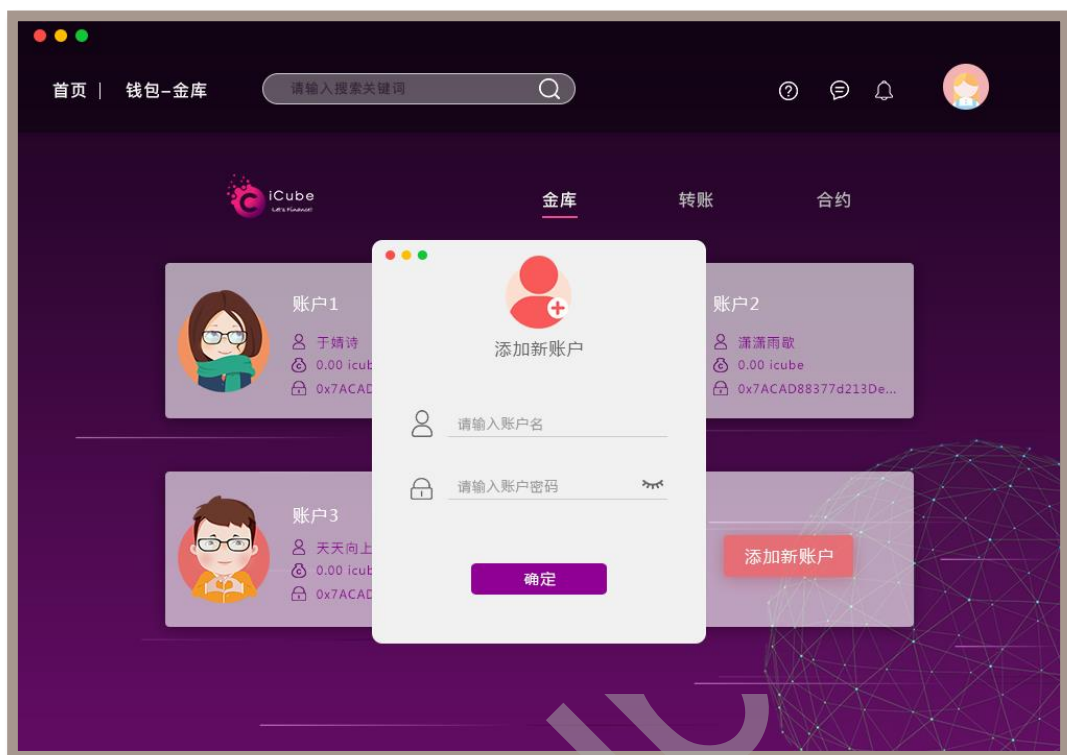 首页｜ 钱包–金库 请输入搜索关键词
iCube
金库 转账 合约
账户1
于婧诗
0.00 icub
0x7ACAD
账户2
潇潇雨歇
0.00 icube
0x7ACAD88377d213De...
添加新账户
请输入账户名
请输入账户密码
确定
账户3
天天向上
0.00 icub
0x7ACAD
添加新账户